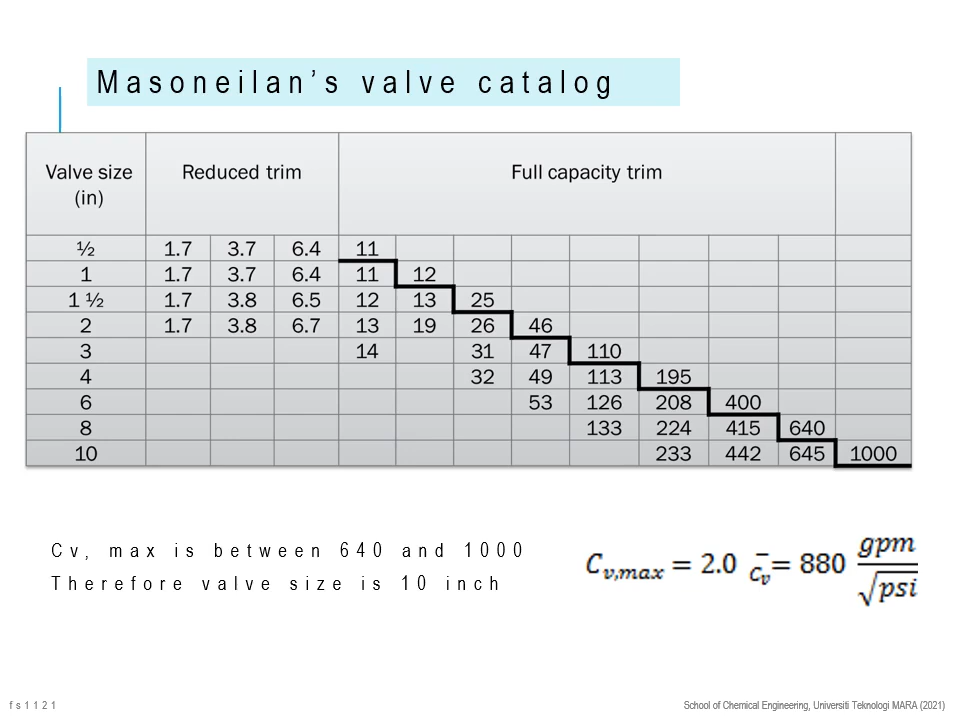 Masoneilan’s valve catalog
Valve size (in) Reduced trim Full capacity trim
½ 1.7 3.7 6.4 11
1 1.7 3.7 6.4 11 12
1 ½ 1.7 3.8 6.5 12 13 25
2 1.7 3.8 6.7 13 19 26 46
3 14 31 47 110
4 32 49 113 195
6 53 126 208 400
8 133 224 415 640
10 233 442 645 1000
Cv, max is between 640 and 1000
Therefore valve size is 10 inch
Cv,max = 2.0 C̅v = 880 gpm/√psi
fs1121
School of Chemical Engineering, Universiti Teknologi MARA (2021)